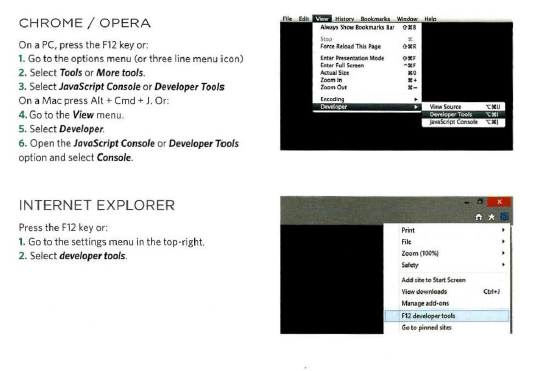 CHROME / OPERA
On a PC, press the F12 key or:
1. Go to the options menu (or three line menu icon)
2. Select Tools or More tools.
3. Select JavaScript Console or Developer Tools
On a Mac press Alt + Cmd + J. Or:
4. Go to the View menu.
5. Select Developer.
6. Open the JavaScript Console or Developer Tools
option and select Console.
File Edit View History Bookmarks Window Help
Always Show Bookmarks Bar ⇧⌘B
Stop ⌘.
Force Reload This Page ⇧⌘R
Enter Presentation Mode ⇧⌘F
Enter Full Screen ^⌘F
Actual Size ⌘0
Zoom In ⌘+
Zoom Out ⌘−
Encoding
Developer
View Source ⌥⌘U
Developer Tools ⌥⌘I
JavaScript Console ⌥⌘J
INTERNET EXPLORER
Press the F12 key or:
1. Go to the settings menu in the top-right.
2. Select developer tools.
Print
File
Zoom (100%)
Safety
Add site to Start Screen
View downloads Ctrl+J
Manage add-ons
F12 developer tools
Go to pinned sites